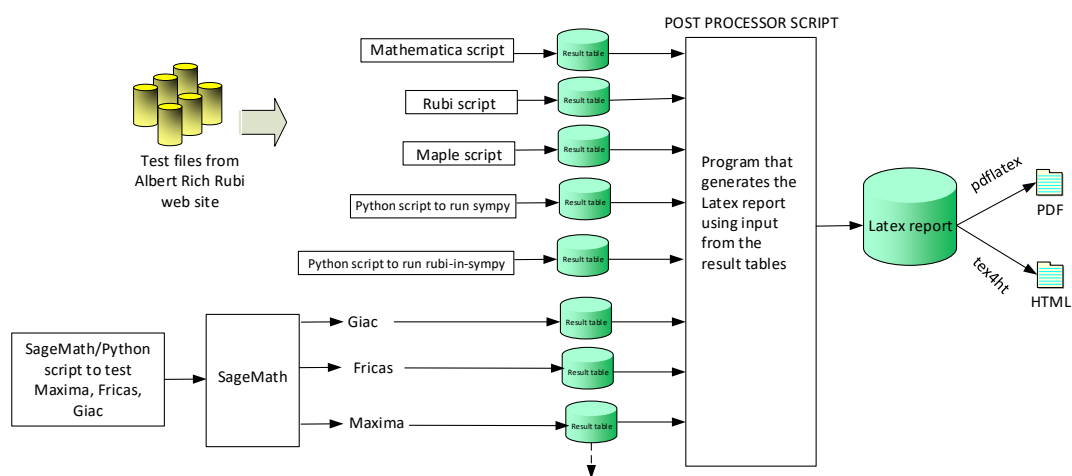 POST PROCESSOR SCRIPT
Mathematica script
Result table
Rubi script
Result table
Maple script
Result table
Python script to run sympy
Result table
Python script to run rubi-in-sympy
Result table
Test files from
Albert Rich Rubi
web site
Program that
generates the
Latex report
using input
from the
result tables
Latex report
pdflatex
PDF
tex4ht
HTML
SageMath/Python
script to test
Maxima, Fricas,
Giac
SageMath
Giac
Result table
Fricas
Result table
Maxima
Result table